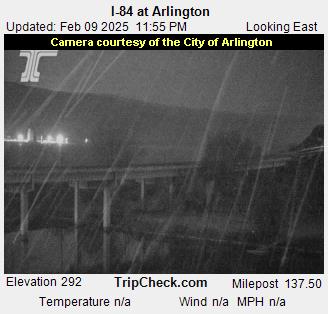 I-84 at Arlington
Updated: Feb 09 2025 11:55 PM Looking East
Camera courtesy of the City of Arlington
Elevation 292 TripCheck.com Milepost 137.50
Temperature n/a Wind n/a MPH n/a